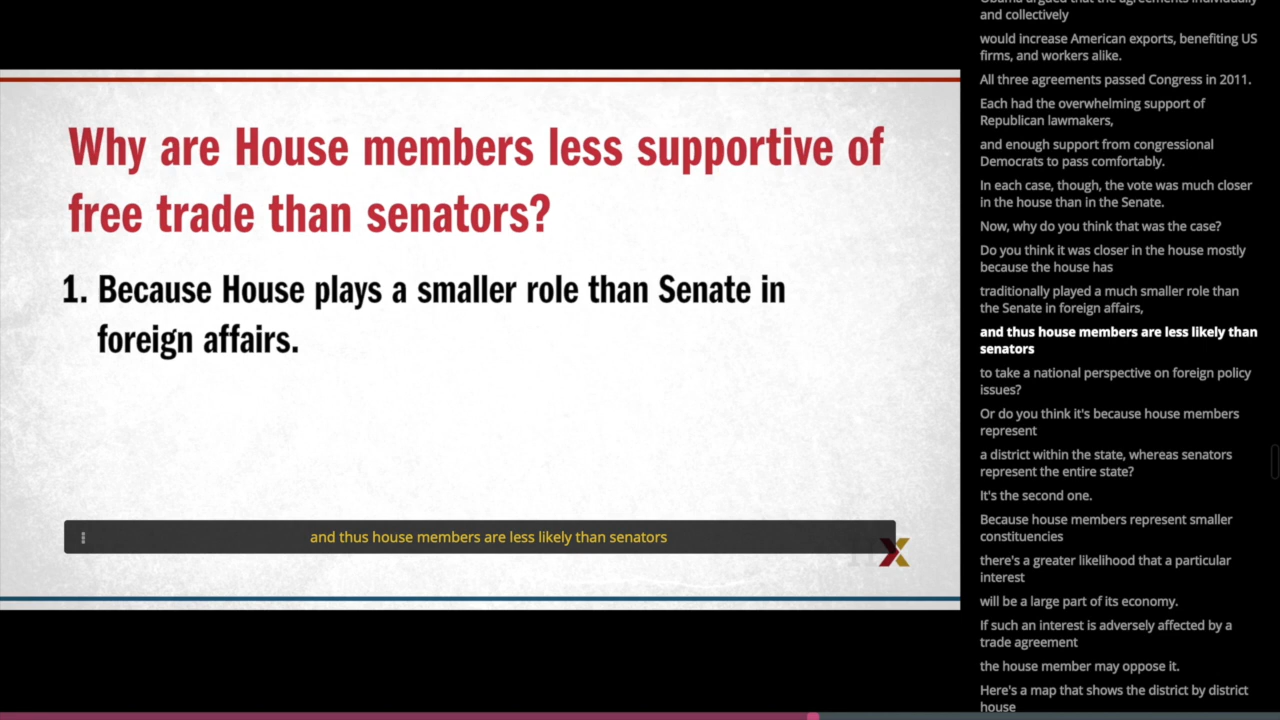 Why are House members less supportive of
free trade than senators?
1. Because House plays a smaller role than Senate in
foreign affairs.
and thus house members are less likely than senators
X
Obama argued that the agreements individually
and collectively
would increase American exports, benefiting US
firms, and workers alike.
All three agreements passed Congress in 2011.
Each had the overwhelming support of
Republican lawmakers,
and enough support from congressional
Democrats to pass comfortably.
In each case, though, the vote was much closer
in the house than in the Senate.
Now, why do you think that was the case?
Do you think it was closer in the house mostly
because the house has
traditionally played a much smaller role than
the Senate in foreign affairs,
and thus house members are less likely than
senators
to take a national perspective on foreign policy
issues?
Or do you think it's because house members
represent
a district within the state, whereas senators
represent the entire state?
It's the second one.
Because house members represent smaller
constituencies
there's a greater likelihood that a particular
interest
will be a large part of its economy.
If such an interest is adversely affected by a
trade agreement
the house member may oppose it.
Here's a map that shows the district by district
house